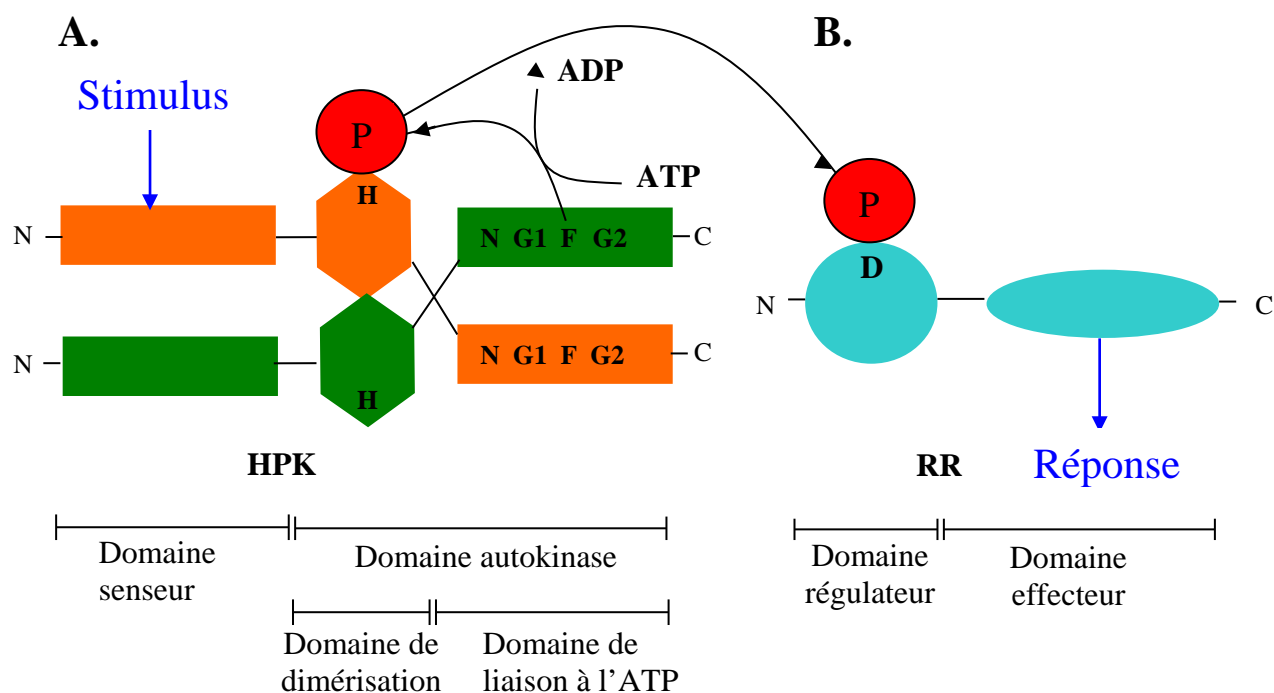 A.
B.
Stimulus
ADP
ATP
P
P
H
N G1 F G2
N
C
D
N
C
N G1 F G2
N
C
H
HPK
RR
Réponse
Domaine
senseur
Domaine autokinase
Domaine
régulateur
Domaine
effecteur
Domaine de
dimérisation
Domaine de
liaison à l’ATP